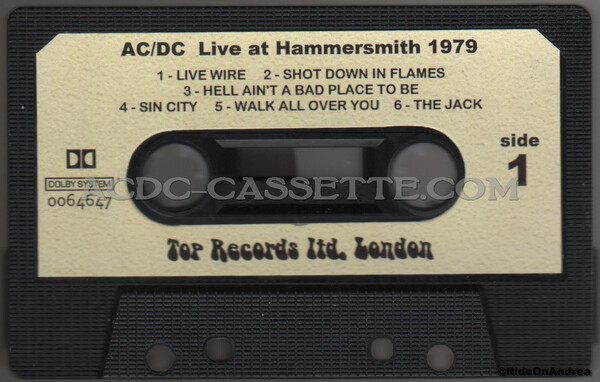 AC/DC Live at Hammersmith 1979
1 - LIVE WIRE 2 - SHOT DOWN IN FLAMES
3 - HELL AIN'T A BAD PLACE TO BE
4 - SIN CITY 5 - WALK ALL OVER YOU 6 - THE JACK
side
1
DOLBY SYSTEM
ACDC-CASSETTE.COM
0064647
Top Records ltd. London
@RideOnAndrea